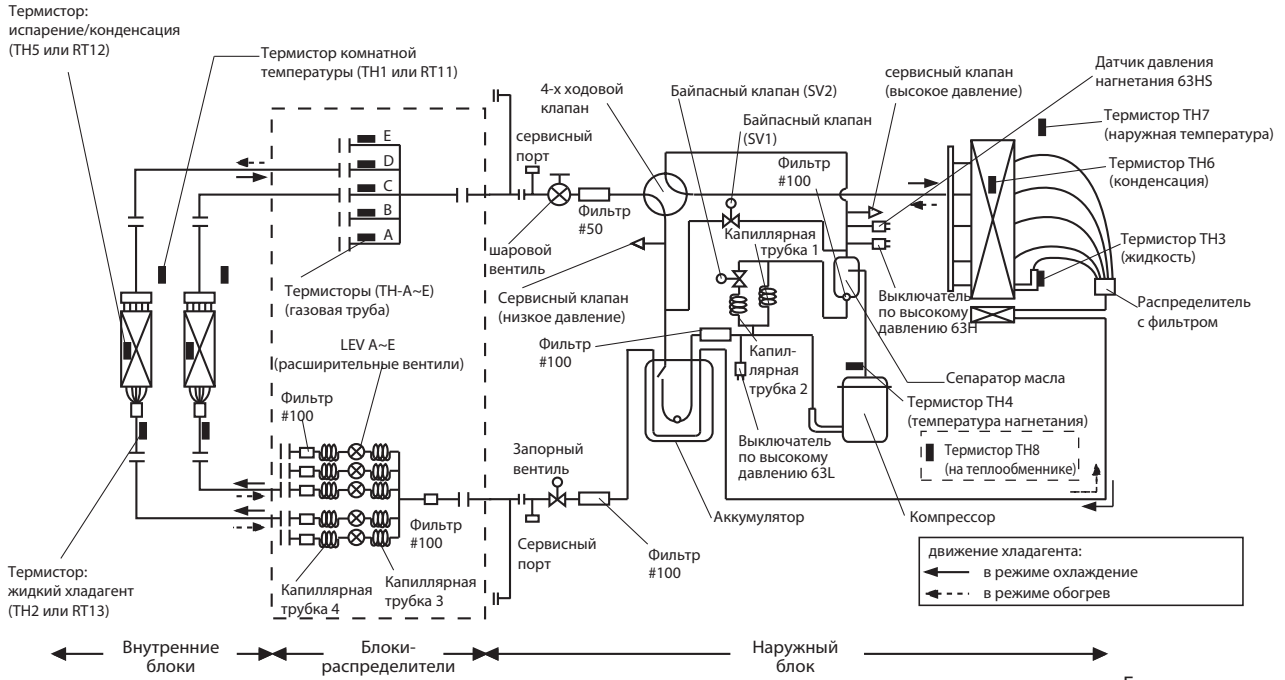 Термистор:
испарение/конденсация
(TH5 или RT12)
Термистор комнатной
температуры (TH1 или RT11)
4-х ходовой
клапан
Байпасный клапан (SV2)
Байпасный клапан
(SV1)
сервисный клапан
(высокое давление)
Датчик давления
нагнетания 63HS
Термистор TH7
(наружная температура)
Термистор TH6
(конденсация)
Термистор TH3
(жидкость)
Распределитель
с фильтром
сервисный
порт
E
D
C
B
A
Фильтр
#100
Фильтр
#50
шаровой
вентиль
Капиллярная
трубка 1
Термисторы (TH-A~E)
(газовая труба)
Сервисный клапан
(низкое давление)
Выключатель
по высокому
давлению 63H
LEV A~E
(расширительные вентили)
Фильтр
#100
Капил-
лярная
трубка 2
Сепаратор масла
Фильтр
#100
Термистор TH4
(температура нагнетания)
Запорный
вентиль
Выключатель
по высокому
давлению 63L
Термистор TH8
(на теплообменнике)
Фильтр
#100
Аккумулятор
Компрессор
Сервисный
порт
Фильтр
#100
Термистор:
жидкий хладагент
(TH2 или RT13)
Капиллярная
трубка 4
Капиллярная
трубка 3
движение хладагента:
в режиме охлаждение
в режиме обогрев
Внутренние
блоки
Блоки-
распределители
Наружный
блок